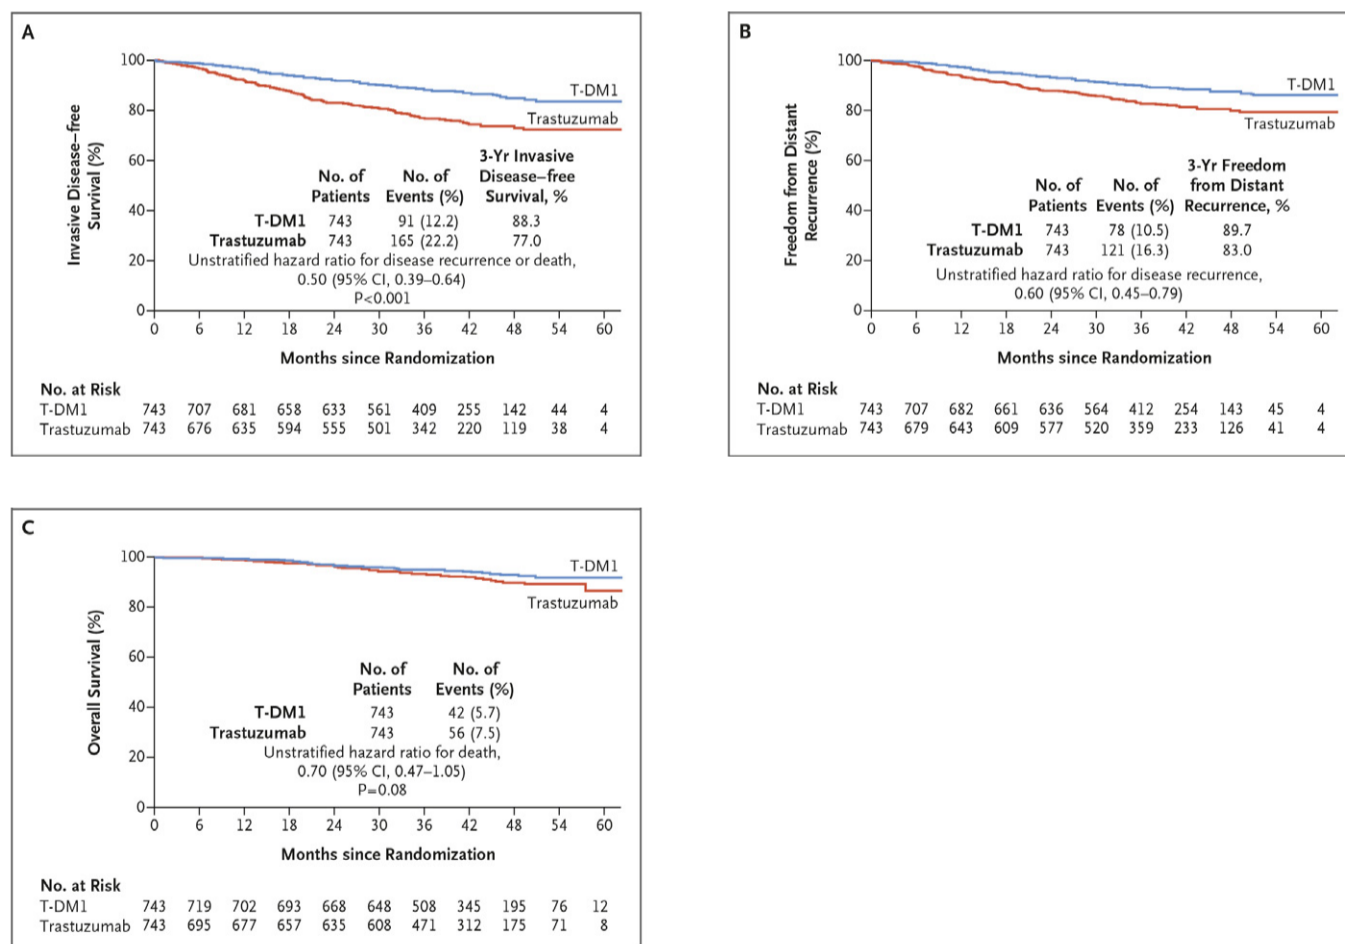 A
100
80
60
40
20
0
Invasive Disease–free
Survival (%)
T-DM1
Trastuzumab
No. of
Patients
No. of
Events (%)
3-Yr Invasive
Disease–free
Survival, %
T-DM1 743 91 (12.2) 88.3
Trastuzumab 743 165 (22.2) 77.0
Unstratified hazard ratio for disease recurrence or death,
0.50 (95% CI, 0.39–0.64)
P<0.001
0 6 12 18 24 30 36 42 48 54 60
Months since Randomization
No. at Risk
T-DM1 743 707 681 658 633 561 409 255 142 44 4
Trastuzumab 743 676 635 594 555 501 342 220 119 38 4
B
100
80
60
40
20
0
Freedom from Distant
Recurrence (%)
T-DM1
Trastuzumab
No. of
Patients
No. of
Events (%)
3-Yr Freedom
from Distant
Recurrence, %
T-DM1 743 78 (10.5) 89.7
Trastuzumab 743 121 (16.3) 83.0
Unstratified hazard ratio for disease recurrence,
0.60 (95% CI, 0.45–0.79)
0 6 12 18 24 30 36 42 48 54 60
Months since Randomization
No. at Risk
T-DM1 743 707 682 661 636 564 412 254 143 45 4
Trastuzumab 743 679 643 609 577 520 359 233 126 41 4
C
100
80
60
40
20
0
Overall Survival (%)
T-DM1
Trastuzumab
No. of
Patients
No. of
Events (%)
T-DM1 743 42 (5.7)
Trastuzumab 743 56 (7.5)
Unstratified hazard ratio for death,
0.70 (95% CI, 0.47–1.05)
P=0.08
0 6 12 18 24 30 36 42 48 54 60
Months since Randomization
No. at Risk
T-DM1 743 719 702 693 668 648 508 345 195 76 12
Trastuzumab 743 695 677 657 635 608 471 312 175 71 8